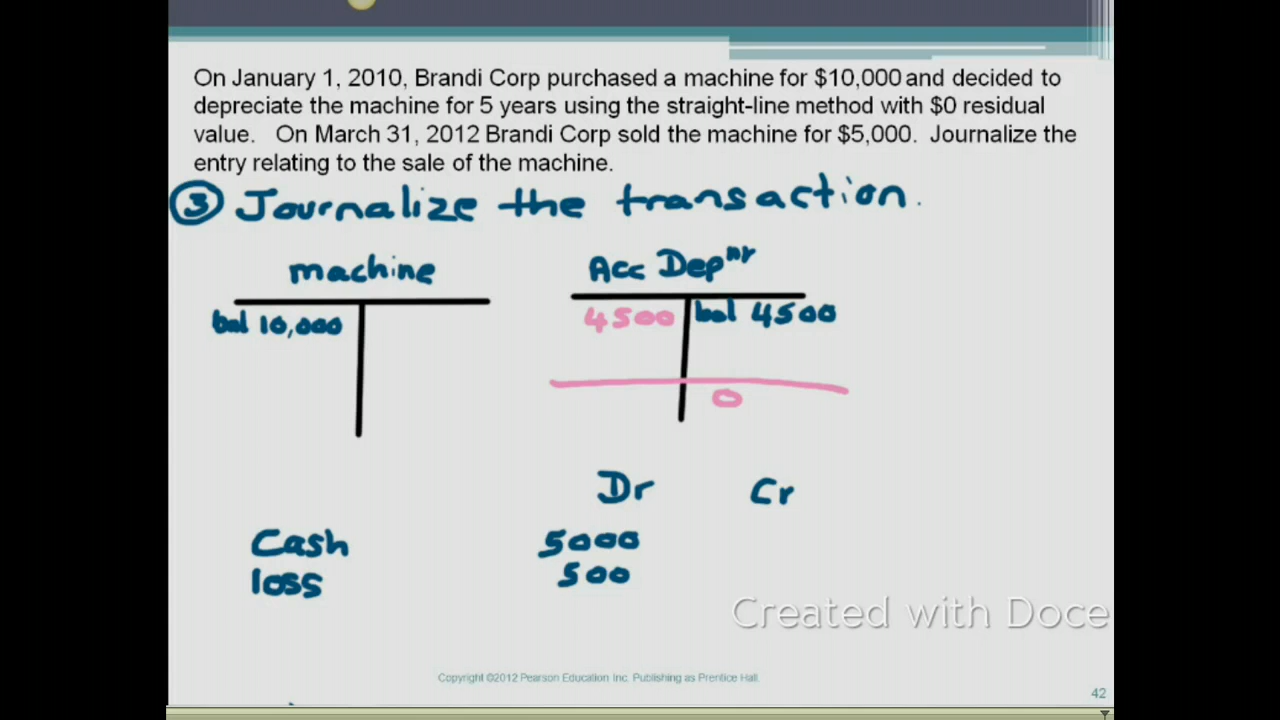 On January 1, 2010, Brandi Corp purchased a machine for $10,000 and decided to
depreciate the machine for 5 years using the straight-line method with $0 residual
value. On March 31, 2012 Brandi Corp sold the machine for $5,000. Journalize the
entry relating to the sale of the machine.
③ Journalize the transaction.
machine Acc Depnr
bal 10,000 4500 bal 4500
0
Dr Cr
Cash 5000
loss 500
Created with Doce
Copyright ©2012 Pearson Education Inc. Publishing as Prentice Hall.
42